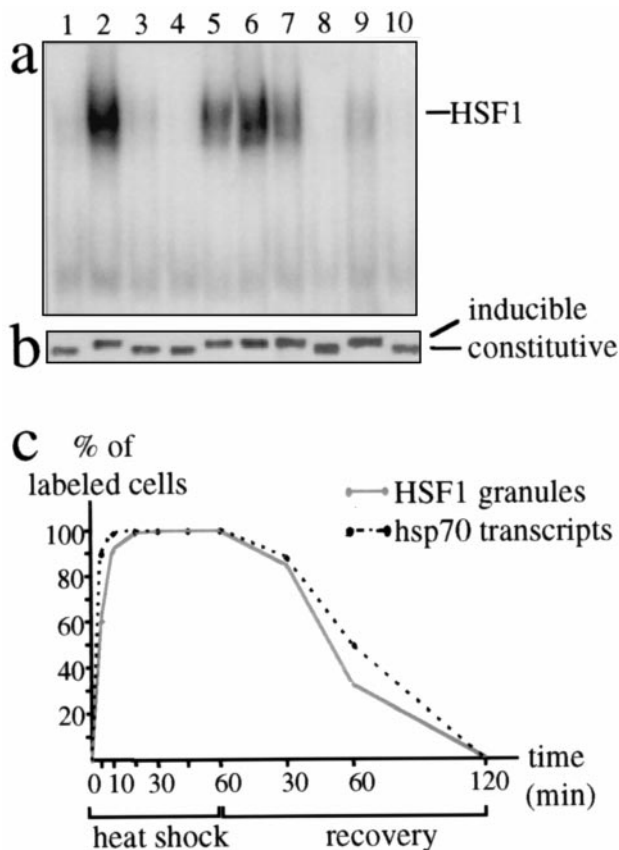 1 2 3 4 5 6 7 8 9 10
a
HSF1
b
inducible
constitutive
c
% of
labeled cells
HSF1 granules
hsp70 transcripts
100
80
60
40
20
0 10 30 60 30 60 120
time
(min)
heat shock
recovery